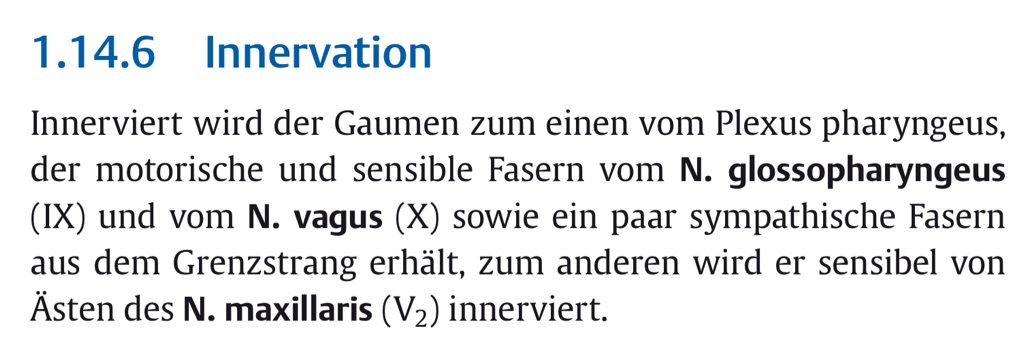 1.14.6 Innervation
Innerviert wird der Gaumen zum einen vom Plexus pharyngeus,
der motorische und sensible Fasern vom N. glossopharyngeus
(IX) und vom N. vagus (X) sowie ein paar sympathische Fasern
aus dem Grenzstrang erhält, zum anderen wird er sensibel von
Ästen des N. maxillaris (V₂) innerviert.